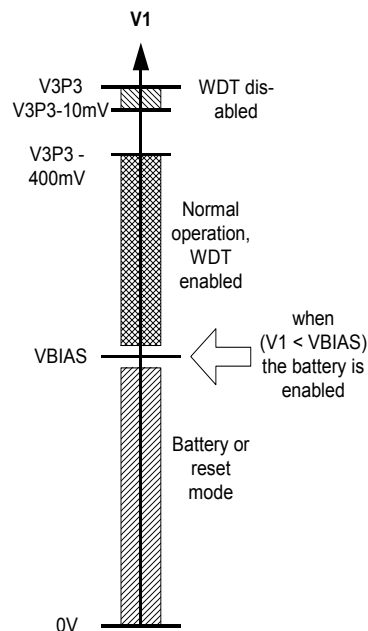 V1
V3P3
WDT dis-
abled
V3P3-10mV
V3P3 -
400mV
Normal
operation,
WDT
enabled
when
(V1 < VBIAS)
the battery is
enabled
VBIAS
Battery or
reset
mode
0V